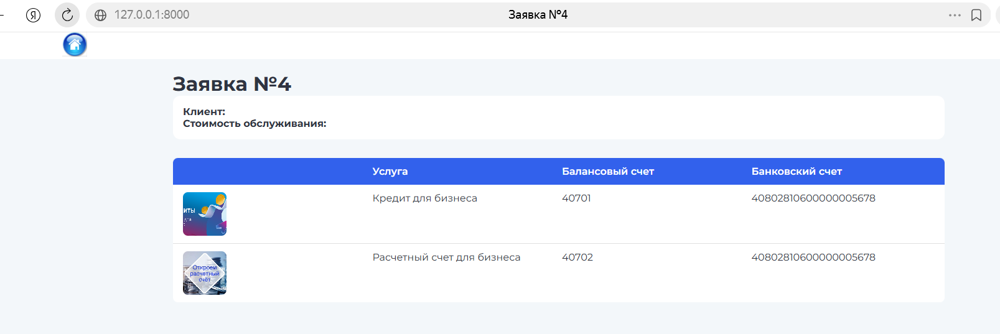 Я
127.0.0.1:8000
Заявка №4
Заявка №4
Клиент:
Стоимость обслуживания:
Услуга Балансовый счет Банковский счет
Кредит для бизнеса 40701 40802810600000005678
иты
для
Расчетный счет для бизнеса 40702 40802810600000005678
Откроем
расчетный
счёт